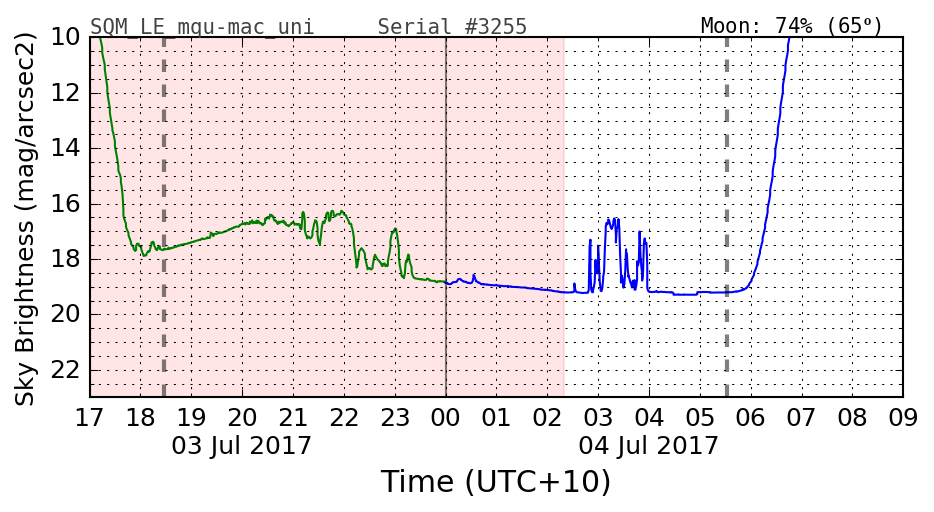 SQM_LE_mqu-mac_uni Serial #3255 Moon: 74% (65º)
Sky Brightness (mag/arcsec2)
10
12
14
16
18
20
22
17 18 19 20 21 22 23 00 01 02 03 04 05 06 07 08 09
03 Jul 2017 04 Jul 2017
Time (UTC+10)